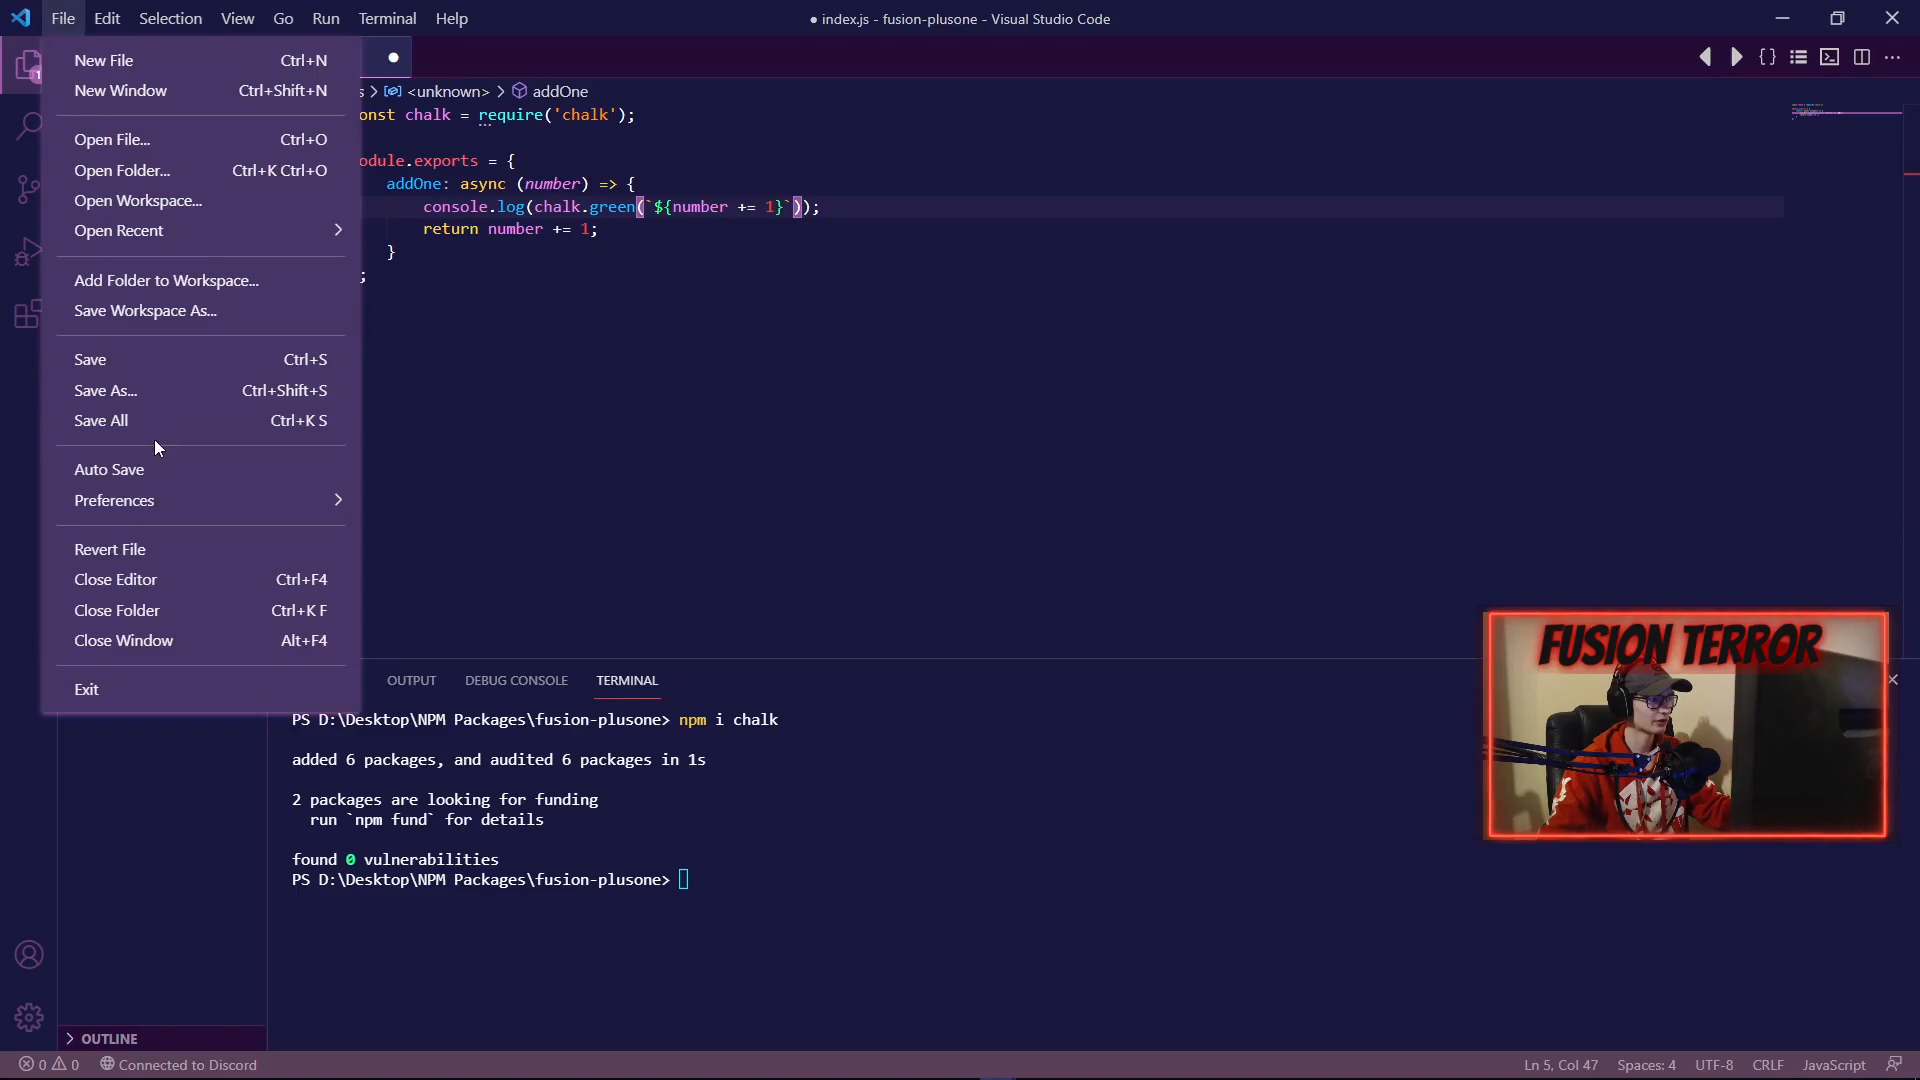 File Edit Selection View Go Run Terminal Help
● index.js - fusion-plusone - Visual Studio Code
New File Ctrl+N
New Window Ctrl+Shift+N
Open File... Ctrl+O
Open Folder... Ctrl+K Ctrl+O
Open Workspace...
Open Recent
Add Folder to Workspace...
Save Workspace As...
Save Ctrl+S
Save As... Ctrl+Shift+S
Save All Ctrl+K S
Auto Save
Preferences
Revert File
Close Editor Ctrl+F4
Close Folder Ctrl+K F
Close Window Alt+F4
Exit
1
s > <unknown> > addOne
onst chalk = require('chalk');
odule.exports = {
addOne: async (number) => {
console.log(chalk.green(`${number += 1}`));
return number += 1;
}
;
OUTPUT DEBUG CONSOLE TERMINAL
PS D:\Desktop\NPM Packages\fusion-plusone> npm i chalk
added 6 packages, and audited 6 packages in 1s
2 packages are looking for funding
run `npm fund` for details
found 0 vulnerabilities
PS D:\Desktop\NPM Packages\fusion-plusone>
FUSION TERROR
OUTLINE
0 0 Connected to Discord
Ln 5, Col 47 Spaces: 4 UTF-8 CRLF JavaScript